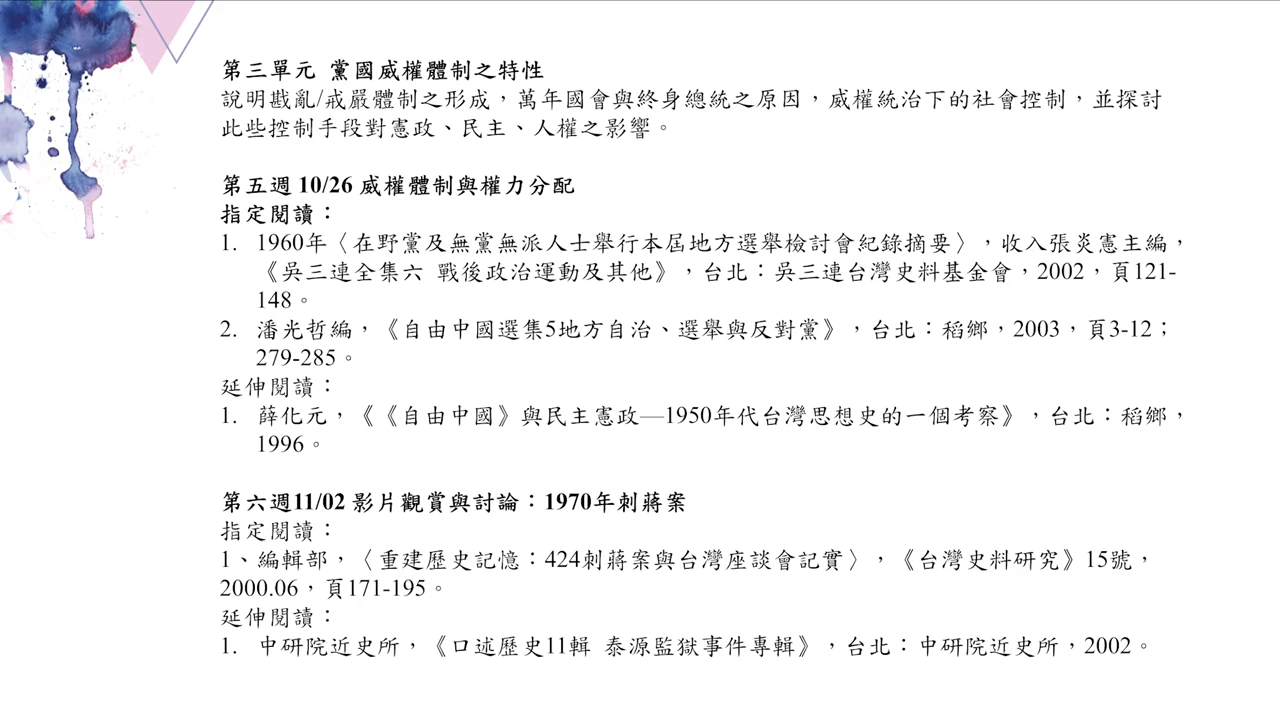 第三單元 黨國威權體制之特性
說明戡亂/戒嚴體制之形成，萬年國會與終身總統之原因，威權統治下的社會控制，並探討
此些控制手段對憲政、民主、人權之影響。
第五週 10/26 威權體制與權力分配
指定閱讀：
1. 1960年〈在野黨及無黨無派人士舉行本屆地方選舉檢討會紀錄摘要〉，收入張炎憲主編，
《吳三連全集六 戰後政治運動及其他》，台北：吳三連台灣史料基金會，2002，頁121-
148。
2. 潘光哲編，《自由中國選集5地方自治、選舉與反對黨》，台北：稻鄉，2003，頁3-12；
279-285。
延伸閱讀：
1. 薛化元，《《自由中國》與民主憲政—1950年代台灣思想史的一個考察》，台北：稻鄉，
1996。
第六週11/02 影片觀賞與討論：1970年刺蔣案
指定閱讀：
1、編輯部，〈重建歷史記憶：424刺蔣案與台灣座談會記實〉，《台灣史料研究》15號，
2000.06，頁171-195。
延伸閱讀：
1. 中研院近史所，《口述歷史11輯 泰源監獄事件專輯》，台北：中研院近史所，2002。